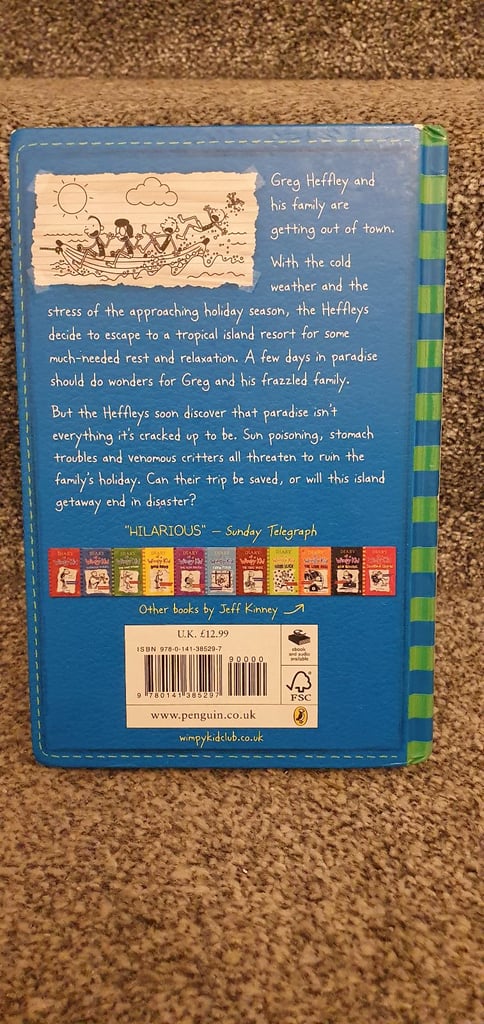 Greg Heffley and
his family are
getting out of town.
With the cold
weather and the
stress of the approaching holiday season, the Heffleys
decide to escape to a tropical island resort for some
much-needed rest and relaxation. A few days in paradise
should do wonders for Greg and his frazzled family.
But the Heffleys soon discover that paradise isn't
everything it's cracked up to be. Sun poisoning, stomach
troubles and venomous critters all threaten to ruin the
family's holiday. Can their trip be saved, or will this island
getaway end in disaster?
"HILARIOUS" – Sunday Telegraph
Other books by Jeff Kinney
U.K. £12.99
ISBN 978-0-141-38529-7
90000
9 780141 385297
ebook
and audio
available
FSC
www.penguin.co.uk
wimpykidclub.co.uk